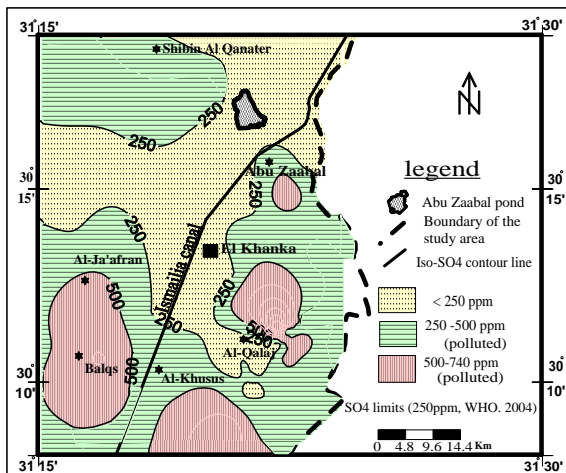 31°15'
31°30'
Shibin Al Qanater
N
250
250
Abu Zaabal
250
30°
15'
30°
15'
legend
Abu Zaabal pond
Boundary of the
study area
Iso-SO4 contour line
< 250 ppm
250 -500 ppm
(polluted)
500-740 ppm
(polluted)
SO4 limits (250ppm, WHO. 2004)
0 4.8 9.6 14.4 Km
250
El Khanka
Ismailia canal
Al-Ja'afran
500
250
250
500
250
Al-Qalaj
Balqs
500
Al-Khusus
30°
10'
30°
10'
31°15'
31°30'